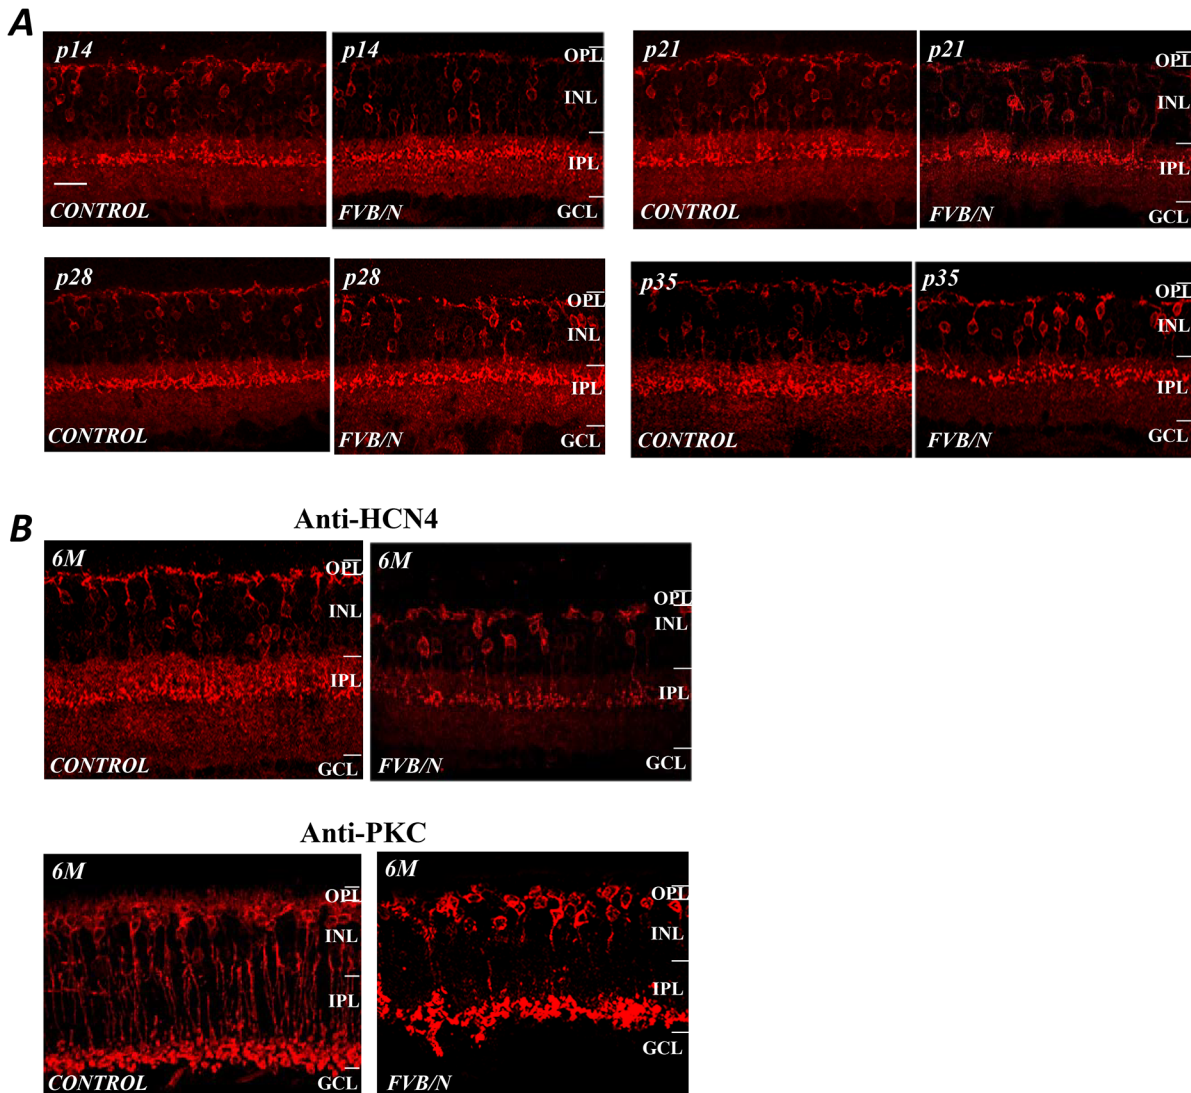 A
p14
p14
OPL
INL
IPL
CONTROL
FVB/N
GCL
p21
p21
OPL
INL
IPL
CONTROL
FVB/N
GCL
p28
p28
OPL
INL
IPL
CONTROL
FVB/N
GCL
p35
p35
OPL
INL
IPL
CONTROL
FVB/N
GCL
B
Anti-HCN4
6M
OPL
INL
IPL
CONTROL
GCL
6M
OPL
INL
IPL
FVB/N
GCL
Anti-PKC
6M
OPL
INL
IPL
CONTROL
GCL
6M
OPL
INL
IPL
GCL
FVB/N